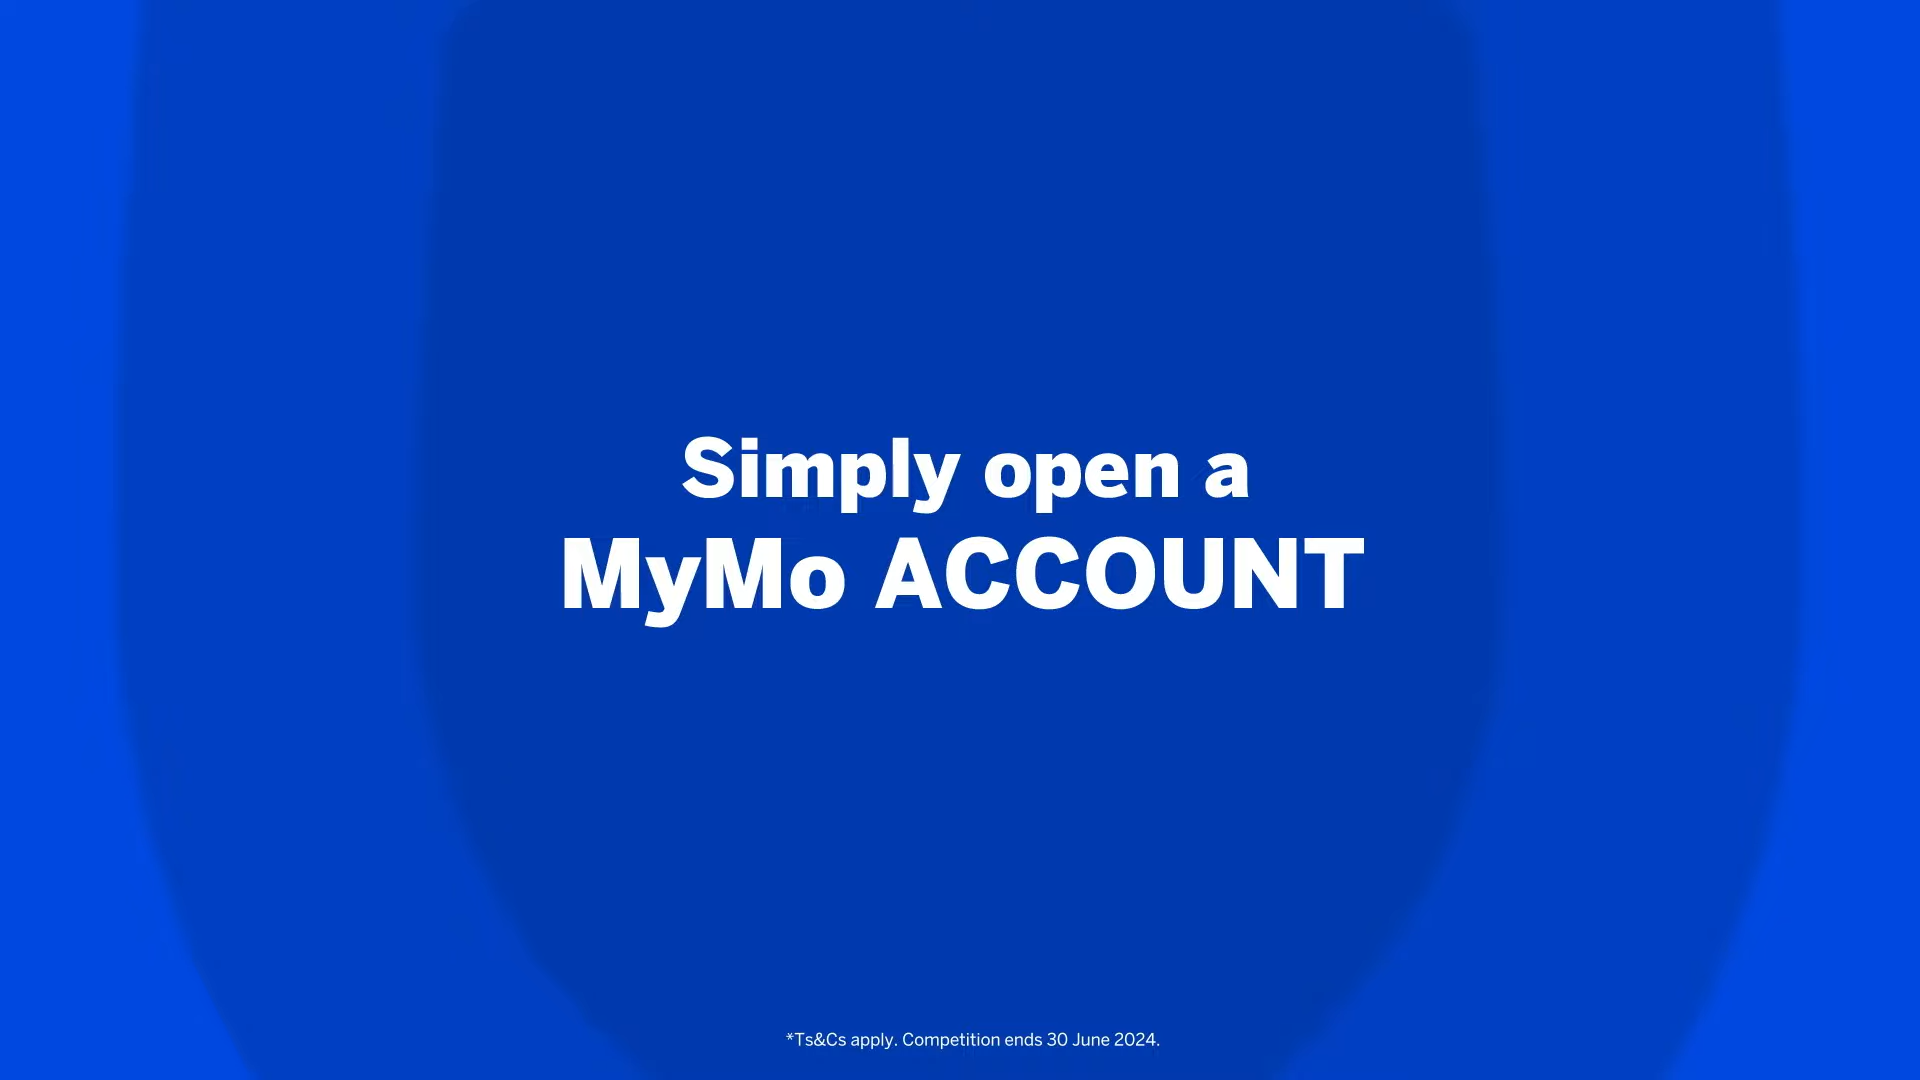 Simply open a
MyMo ACCOUNT
*Ts&Cs apply. Competition ends 30 June 2024.